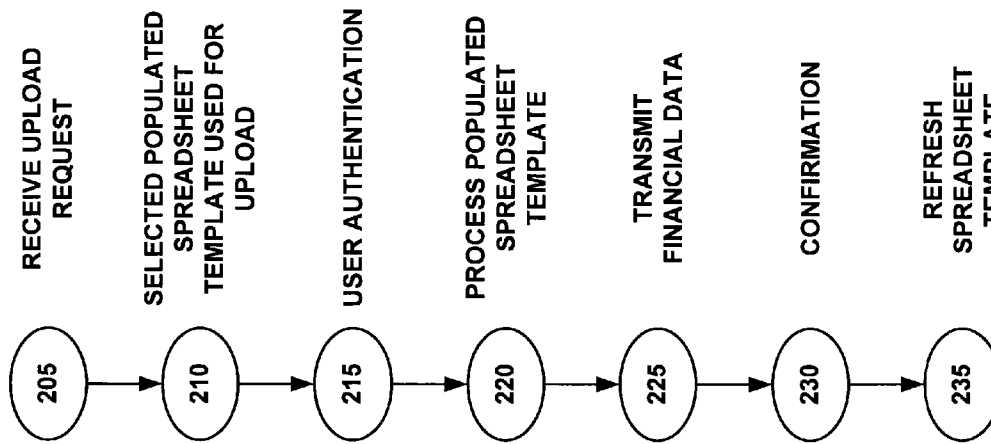 205
RECEIVE UPLOAD
REQUEST
210
SELECTED POPULATED
SPREADSHEET
TEMPLATE USED FOR
UPLOAD
215
USER AUTHENTICATION
220
PROCESS POPULATED
SPREADSHEET
TEMPLATE
225
TRANSMIT
FINANCIAL DATA
230
CONFIRMATION
235
REFRESH
SPREADSHEET
TEMPLATE